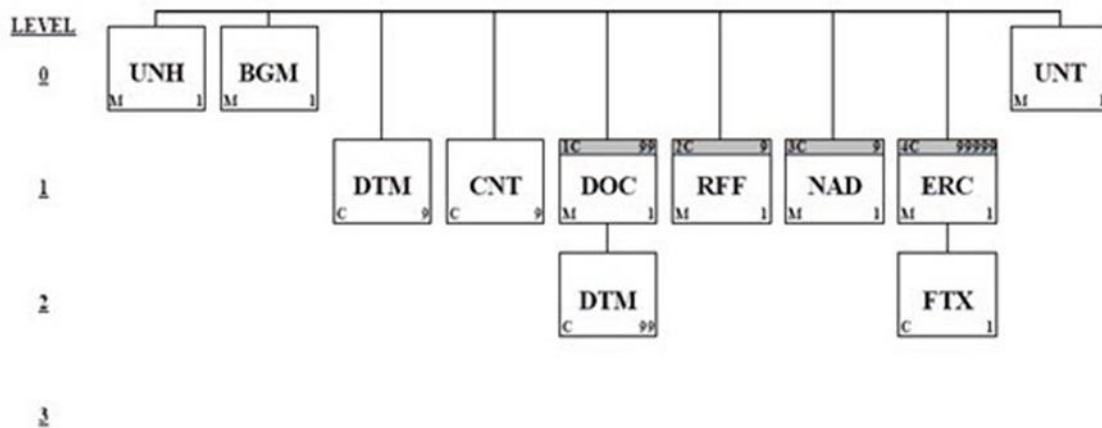 LEVEL
0
UNH
M 1
BGM
M 1
UNT
M 1
1
DTM
C 9
CNT
C 9
1C 99
DOC
M 1
2C 9
RFF
M 1
3C 9
NAD
M 1
4C 99999
ERC
M 1
2
DTM
C 99
FTX
C 1
3